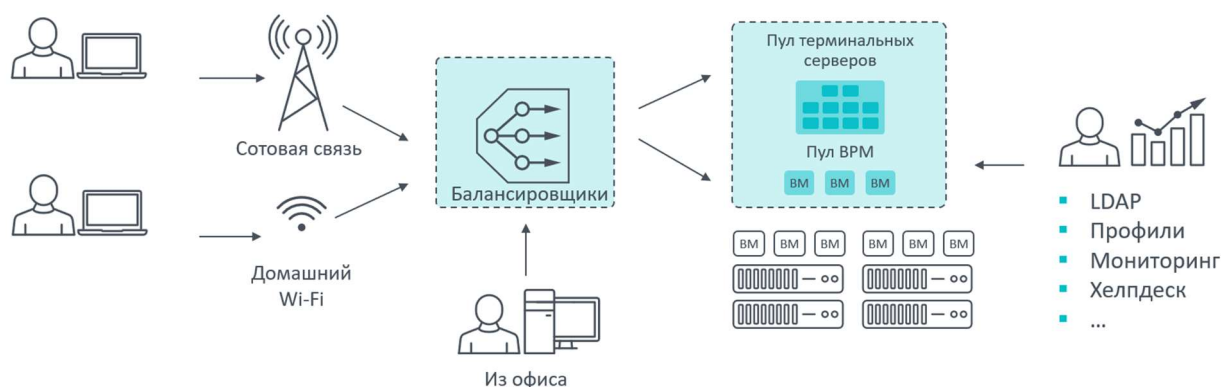 Сотовая связь
Домашний
Wi-Fi
Балансировщики
Из офиса
Пул терминальных
серверов
Пул ВРМ
ВМ ВМ ВМ
ВМ ВМ ВМ ВМ ВМ ВМ
LDAP
Профили
Мониторинг
Хелпдеск
...